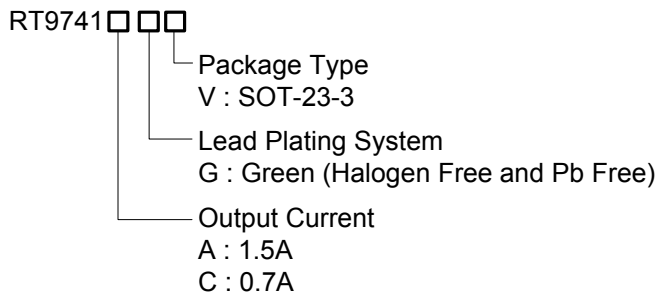 RT9741
Package Type
V : SOT-23-3
Lead Plating System
G : Green (Halogen Free and Pb Free)
Output Current
A : 1.5A
C : 0.7A